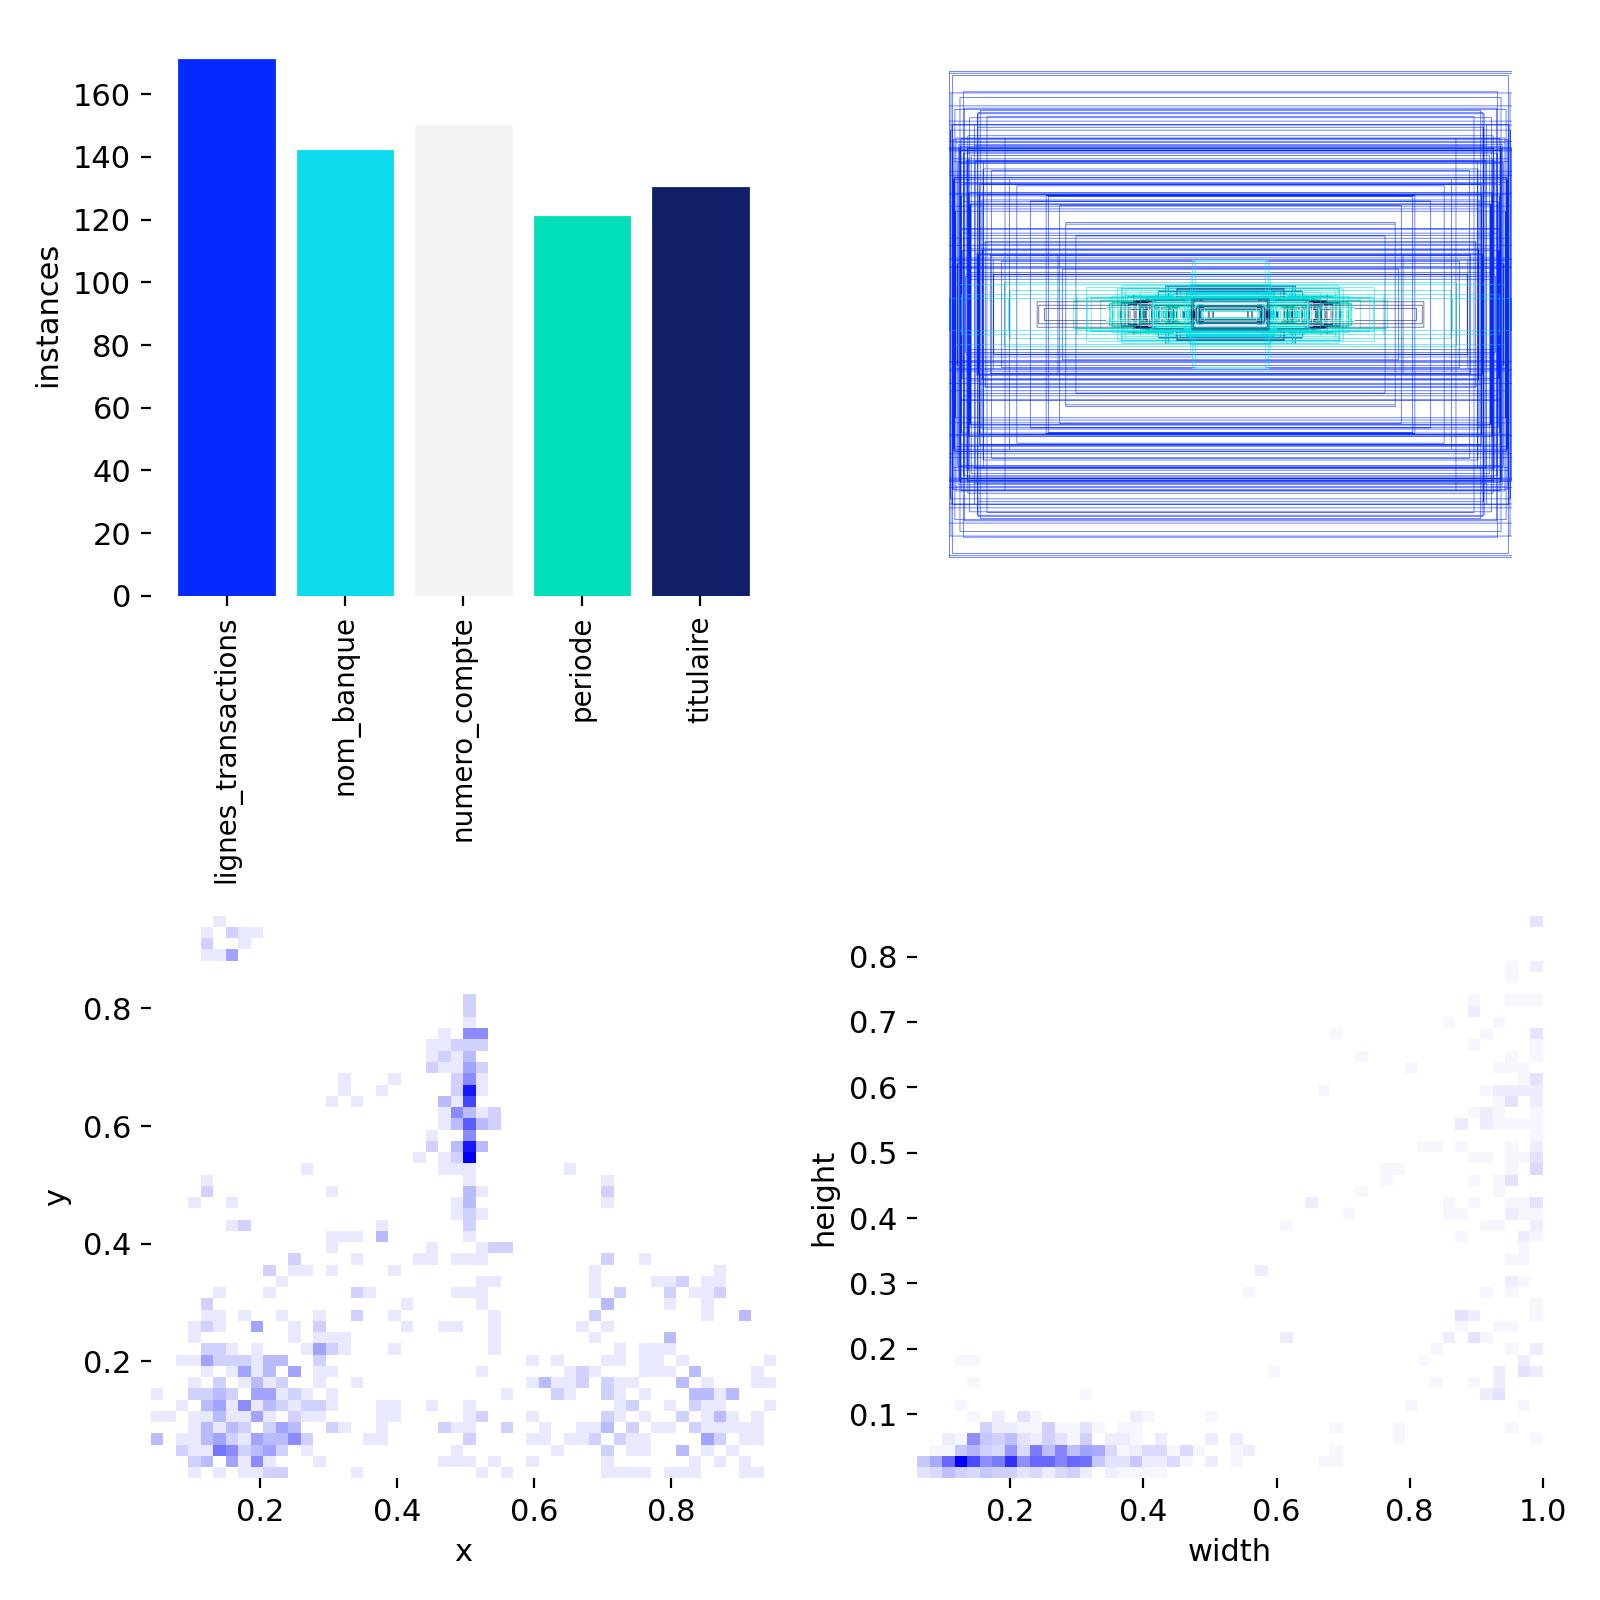 instances
160
140
120
100
80
60
40
20
0
lignes_transactions
nom_banque
numero_compte
periode
titulaire
y
0.8
0.6
0.4
0.2
0.2 0.4 0.6 0.8
x
height
0.8
0.7
0.6
0.5
0.4
0.3
0.2
0.1
0.2 0.4 0.6 0.8 1.0
width